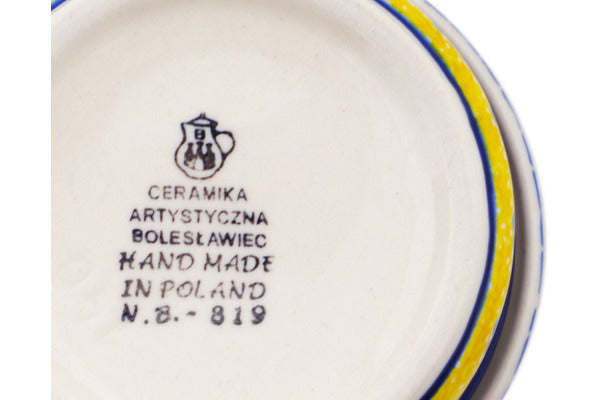 CERAMIKA
ARTYSTYCZNA
BOLESŁAWIEC
HAND MADE
IN POLAND
N.B.-819